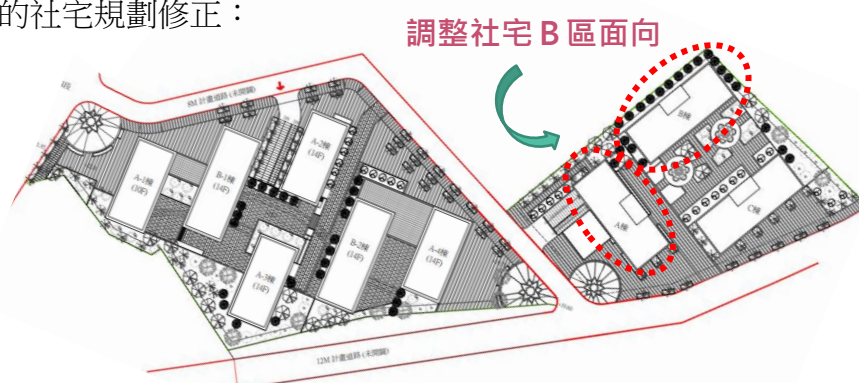 的社宅規劃修正：
調整社宅B區面向
8M 計畫道路(未開闢)
A-1棟
(10F)
B-1棟
(14F)
A-2棟
(14F)
A-3棟
(14F)
B-2棟
(14F)
A-4棟
(14F)
B棟
A棟
C棟
12M 計畫道路(未開闢)